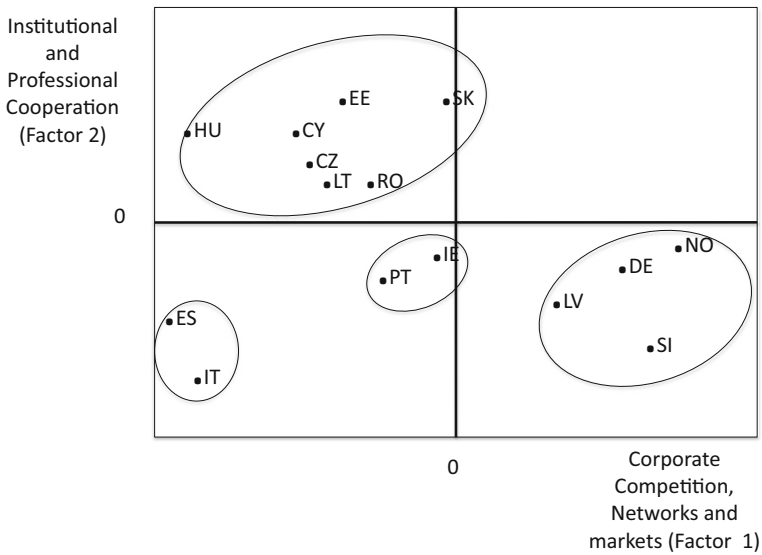 Institutional
and
Professional
Cooperation
(Factor 2)
EE
SK
HU
CY
CZ
LT
RO
0
NO
IE
DE
PT
LV
ES
SI
IT
0
Corporate
Competition,
Networks and
markets (Factor 1)